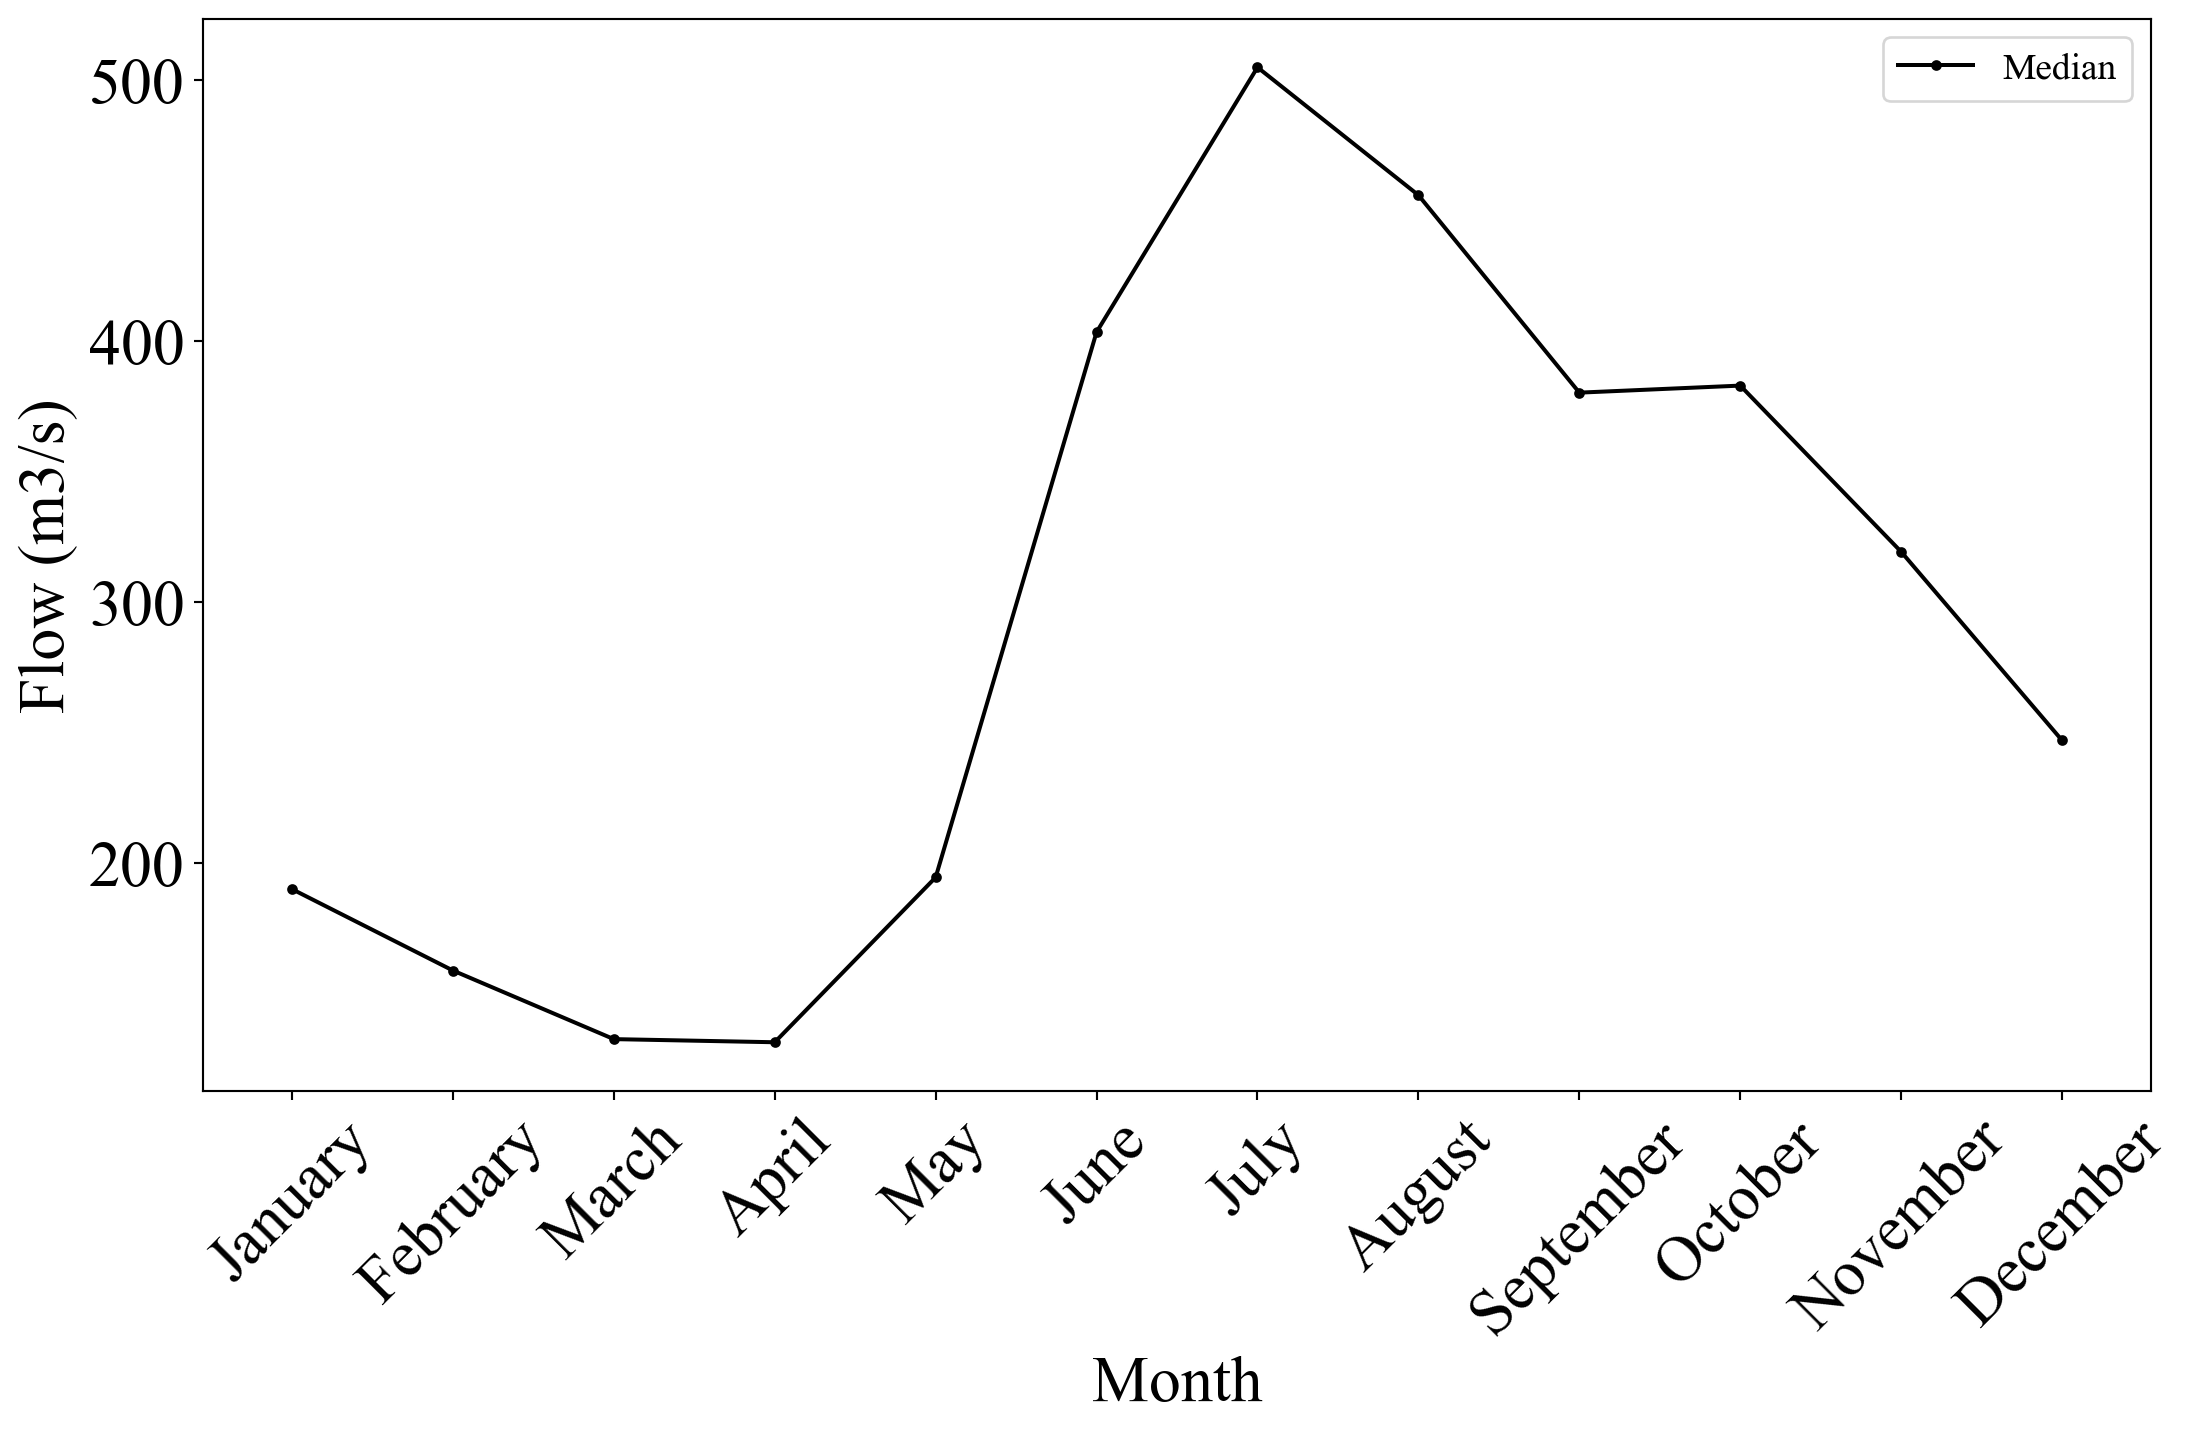 Median
500
400
300
200
Flow (m3/s)
January
February
March
April
May
June
July
August
September
October
November
December
Month